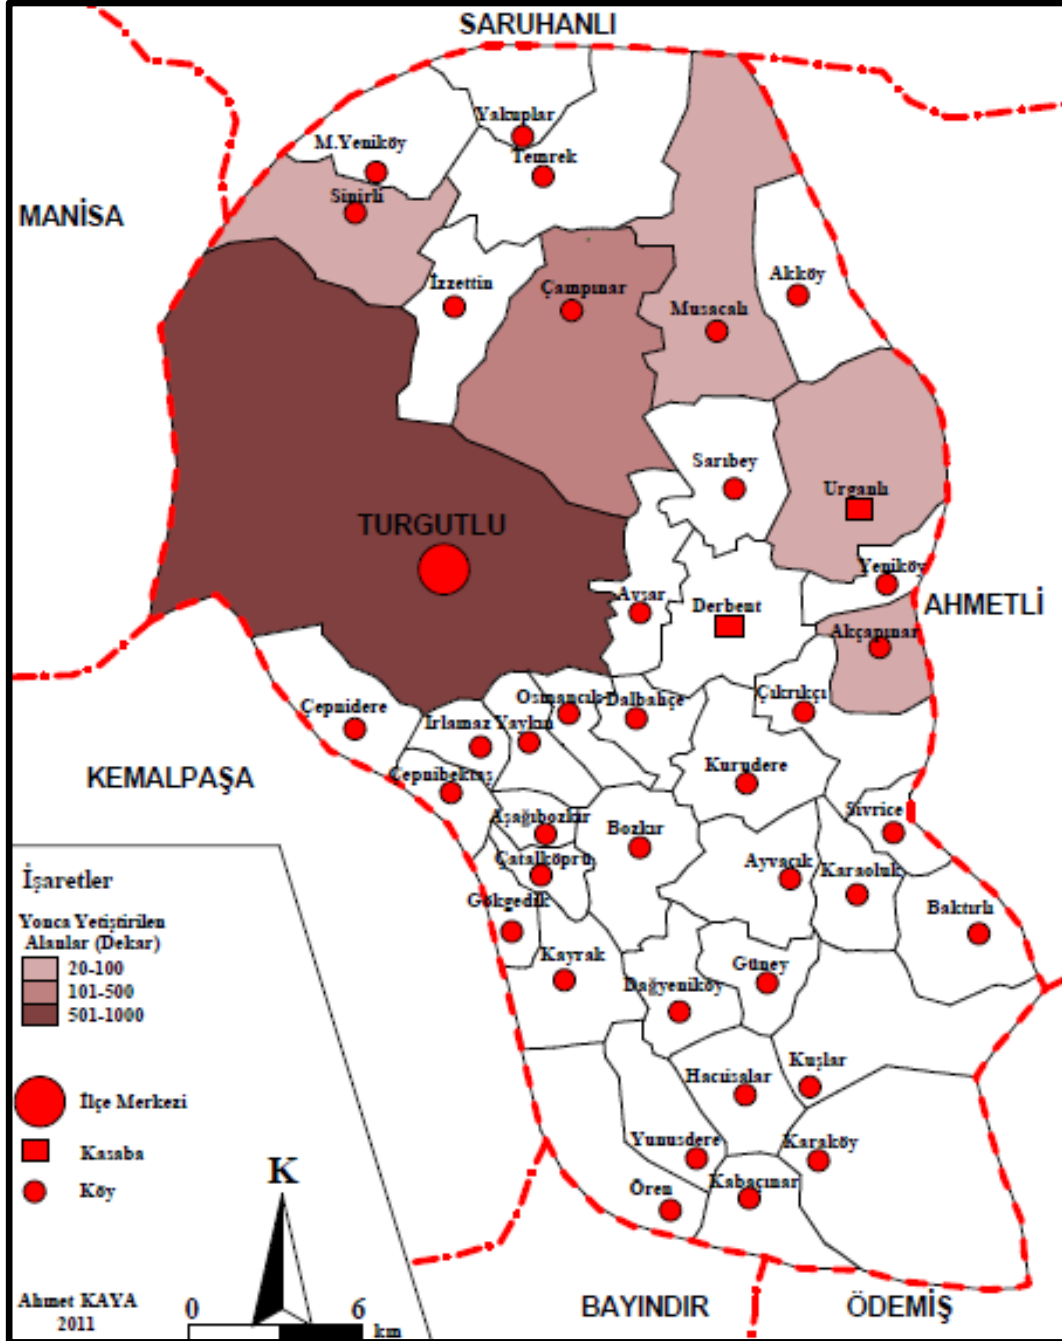 SARUHANLI
Yakuplar
M.Yeniköy
Temrek
Sinirli
MANİSA
Akköy
İzzettin
Çampınar
Musacalı
Sarıbey
Urganlı
TURGUTLU
Yeniköy
Avşar
Derbent
AHMETLİ
Akçapınar
Çıkrıkçı
Osmancık
Dalbahçe
Çepnidere
Irlamaz
Yaykın
KEMALPAŞA
Çepnibektaş
Kurudere
Aşağıbozkır
Bozkır
Sivrice
Çatalköprü
Ayvacık
Karaoluk
Gökgedik
Baktırlı
Kayrak
Güney
Dağyeniköy
Kuşlar
Hacıisalar
Yunusdere
Karaköy
Ören
Kabaçınar
İşaretler
Yonca Yetiştirilen
Alanlar (Dekar)
20-100
101-500
501-1000
İlçe Merkezi
Kasaba
Köy
K
Ahmet KAYA
2011
0 6
km
BAYINDIR
ÖDEMİŞ